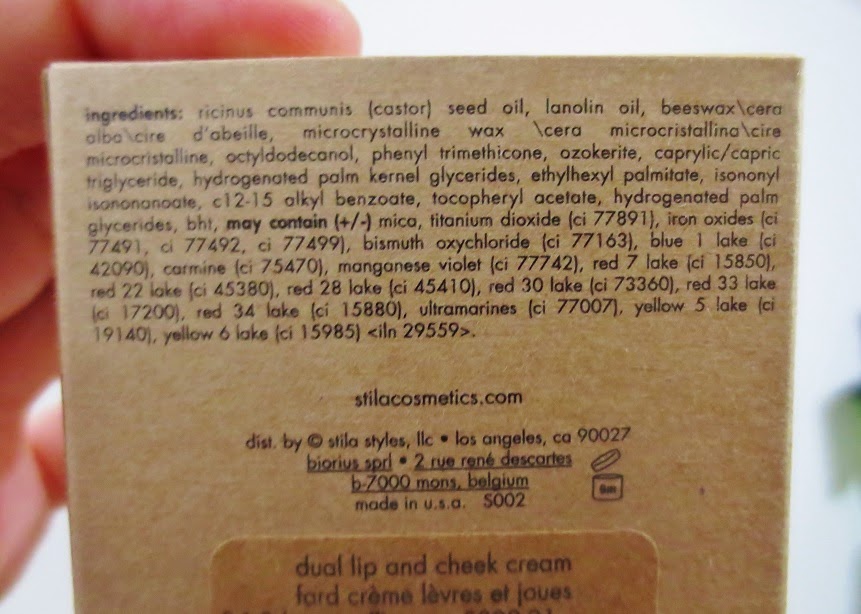 ingredients: ricinus communis (castor) seed oil, lanolin oil, beeswax\cera
alba\cire d'abeille, microcrystalline wax \cera microcristallina\cire
microcristalline, octyldodecanol, phenyl trimethicone, ozokerite, caprylic/capric
triglyceride, hydrogenated palm kernel glycerides, ethylhexyl palmitate, isononyl
isononanoate, c12-15 alkyl benzoate, tocopheryl acetate, hydrogenated palm
glycerides, bht, may contain (+/-) mica, titanium dioxide (ci 77891), iron oxides (ci
77491, ci 77492, ci 77499), bismuth oxychloride (ci 77163), blue 1 lake (ci
42090), carmine (ci 75470), manganese violet (ci 77742), red 7 lake (ci 15850),
red 22 lake (ci 45380), red 28 lake (ci 45410), red 30 lake (ci 73360), red 33 lake
(ci 17200), red 34 lake (ci 15880), ultramarines (ci 77007), yellow 5 lake (ci
19140), yellow 6 lake (ci 15985) <iln 29559>.
stilacosmetics.com
dist. by © stila styles, llc • los angeles, ca 90027
biorius sprl • 2 rue rené descartes
b-7000 mons, belgium
6m
made in u.s.a. S002
dual lip and cheek cream
fard crème lèvres et joues